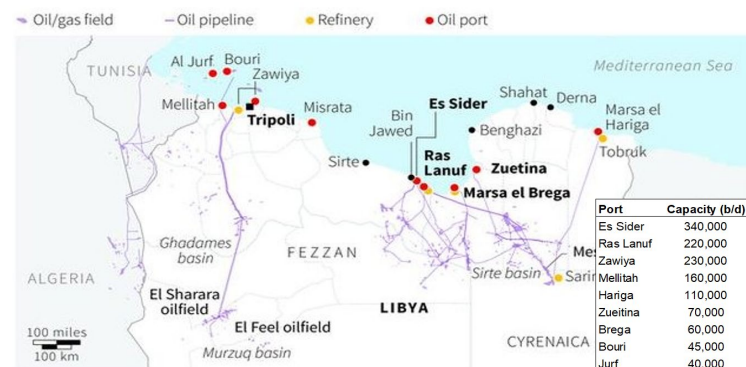 Oil/gas field
Oil pipeline
Refinery
Oil port
TUNISIA
Al Jurf
Bouri
Zawiya
Mellitah
Tripoli
Misrata
Mediterranean Sea
Shahat
Derna
Marsa el
Hariga
Es Sider
Bin
Jawed
Benghazi
Tobruk
Sirte
Ras
Lanuf
Zuetina
Marsa el Brega
Ghadames
basin
FEZZAN
Sirte basin
ALGERIA
El Sharara
oilfield
El Feel oilfield
LIBYA
CYRENAICA
Murzuq basin
100 miles
100 km
Port Capacity (b/d)
Es Sider 340,000
Ras Lanuf 220,000
Zawiya 230,000
Mellitah 160,000
Hariga 110,000
Zueitina 70,000
Brega 60,000
Bouri 45,000
Jurf 40,000